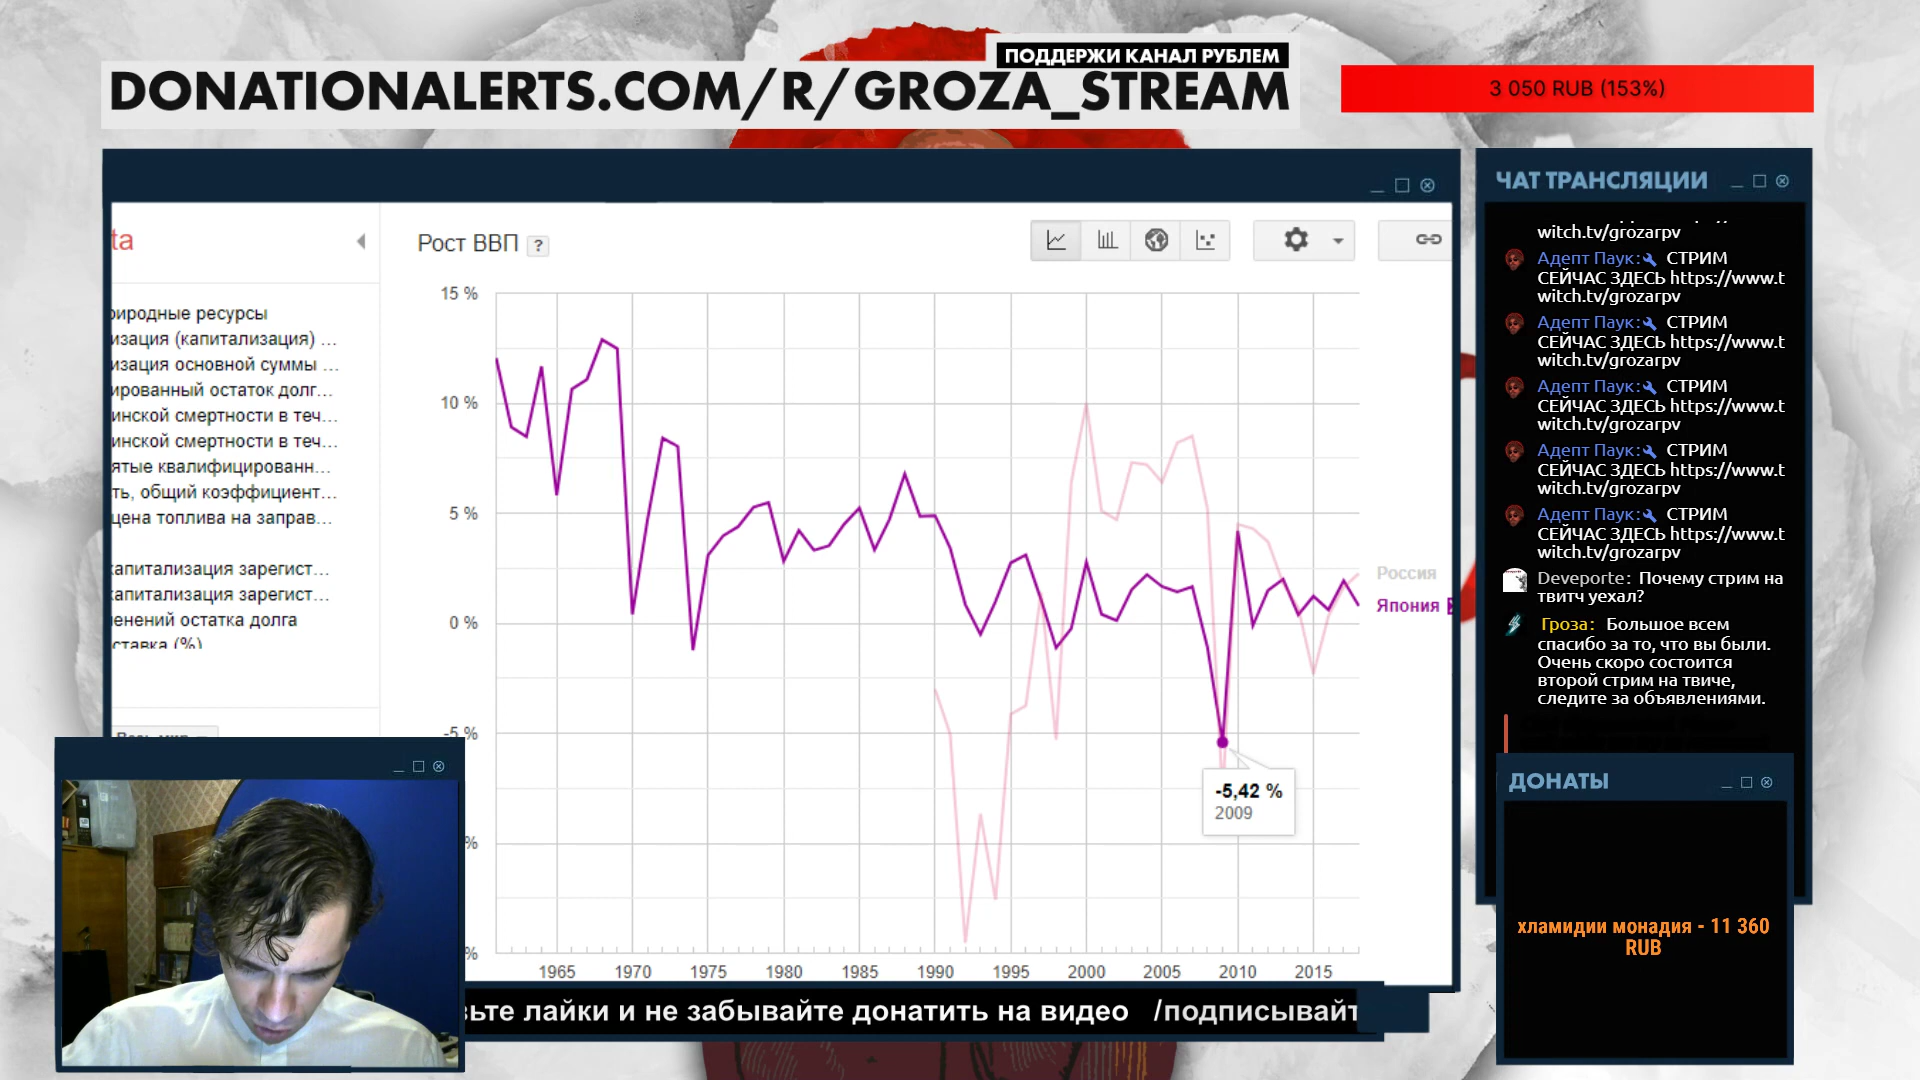 ПОДДЕРЖИ КАНАЛ РУБЛЕМ
DONATIONALERTS.COM/R/GROZA_STREAM
3 050 RUB (153%)
ta
Рост ВВП ?
риродные ресурсы
изация (капитализация) ...
изация основной суммы ...
ированный остаток долг...
инской смертности в теч...
инской смертности в теч...
ятые квалифицированн...
ть, общий коэффициент...
цена топлива на заправ...
капитализация зарегист...
капитализация зарегист...
менений остатка долга
ставка (%)
15 %
10 %
5 %
0 %
-5 %
%
%
Россия
Япония
-5,42 %
2009
1965 1970 1975 1980 1985 1990 1995 2000 2005 2010 2015
ьте лайки и не забывайте донатить на видео /подписывайт
ЧАТ ТРАНСЛЯЦИИ
witch.tv/grozarpv
Адепт Паук: СТРИМ
СЕЙЧАС ЗДЕСЬ https://www.t
witch.tv/grozarpv
Адепт Паук: СТРИМ
СЕЙЧАС ЗДЕСЬ https://www.t
witch.tv/grozarpv
Адепт Паук: СТРИМ
СЕЙЧАС ЗДЕСЬ https://www.t
witch.tv/grozarpv
Адепт Паук: СТРИМ
СЕЙЧАС ЗДЕСЬ https://www.t
witch.tv/grozarpv
Адепт Паук: СТРИМ
СЕЙЧАС ЗДЕСЬ https://www.t
witch.tv/grozarpv
Deveporte: Почему стрим на
твитч уехал?
Гроза: Большое всем
спасибо за то, что вы были.
Очень скоро состоится
второй стрим на твиче,
следите за объявлениями.
ДОНАТЫ
хламидии монадия - 11 360
RUB